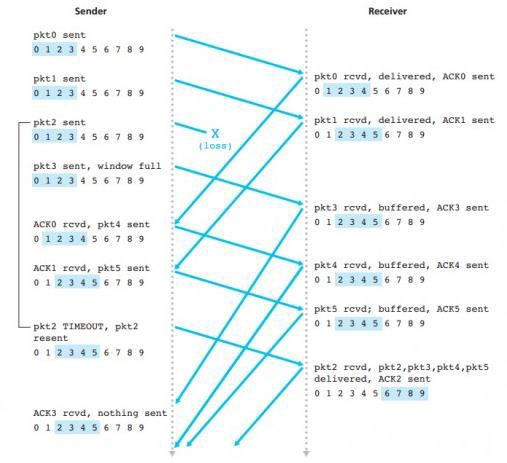 Sender
Receiver
pkt0 sent
0 1 2 3 4 5 6 7 8 9
pkt0 rcvd, delivered, ACK0 sent
0 1 2 3 4 5 6 7 8 9
pkt1 sent
0 1 2 3 4 5 6 7 8 9
pkt1 rcvd, delivered, ACK1 sent
0 1 2 3 4 5 6 7 8 9
pkt2 sent
0 1 2 3 4 5 6 7 8 9
X
(loss)
pkt3 sent, window full
0 1 2 3 4 5 6 7 8 9
pkt3 rcvd, buffered, ACK3 sent
0 1 2 3 4 5 6 7 8 9
ACK0 rcvd, pkt4 sent
0 1 2 3 4 5 6 7 8 9
pkt4 rcvd, buffered, ACK4 sent
0 1 2 3 4 5 6 7 8 9
ACK1 rcvd, pkt5 sent
0 1 2 3 4 5 6 7 8 9
pkt5 rcvd; buffered, ACK5 sent
0 1 2 3 4 5 6 7 8 9
pkt2 TIMEOUT, pkt2
resent
0 1 2 3 4 5 6 7 8 9
pkt2 rcvd, pkt2,pkt3,pkt4,pkt5
delivered, ACK2 sent
0 1 2 3 4 5 6 7 8 9
ACK3 rcvd, nothing sent
0 1 2 3 4 5 6 7 8 9